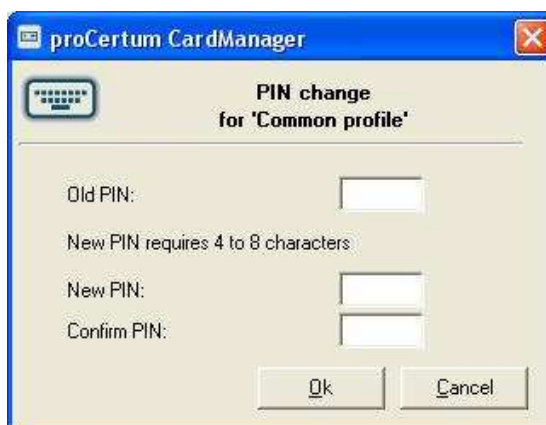 proCertum CardManager
PIN change
for 'Common profile'
Old PIN:
New PIN requires 4 to 8 characters
New PIN:
Confirm PIN:
Ok
Cancel